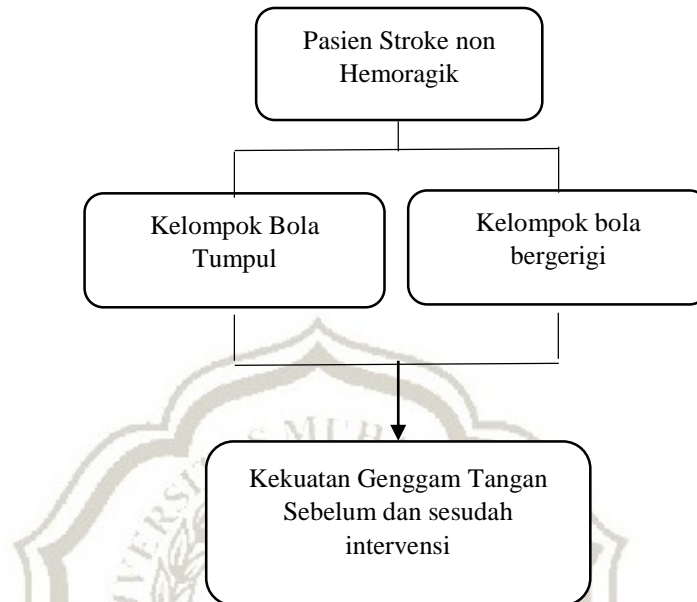 Pasien Stroke non
Hemoragik
Kelompok Bola
Tumpul
Kelompok bola
bergerigi
Kekuatan Genggam Tangan
Sebelum dan sesudah
intervensi